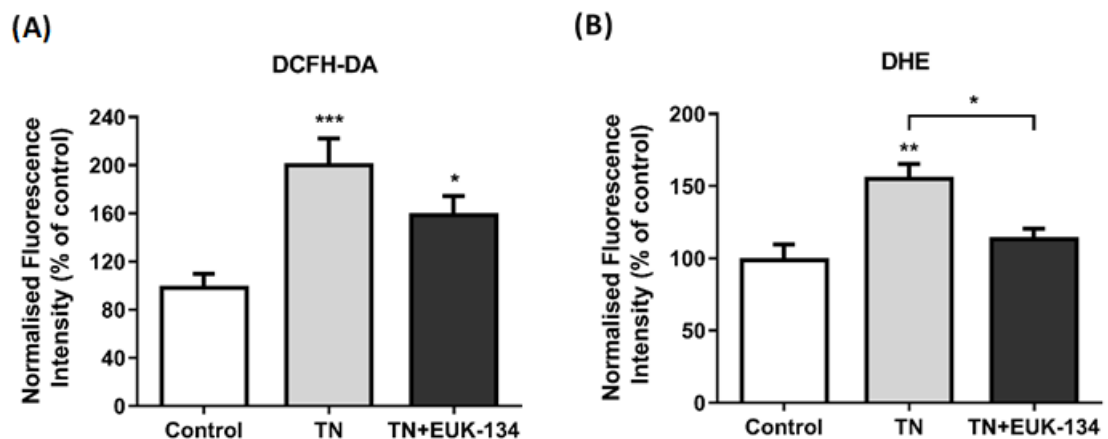 (A)
DCFH-DA
Normalised Fluorescence
Intensity (% of control)
240
200
160
120
80
40
0
***
*
Control
TN
TN+EUK-134
(B)
DHE
Normalised Fluorescence
Intensity (% of control)
200
150
100
50
0
*
**
Control
TN
TN+EUK-134